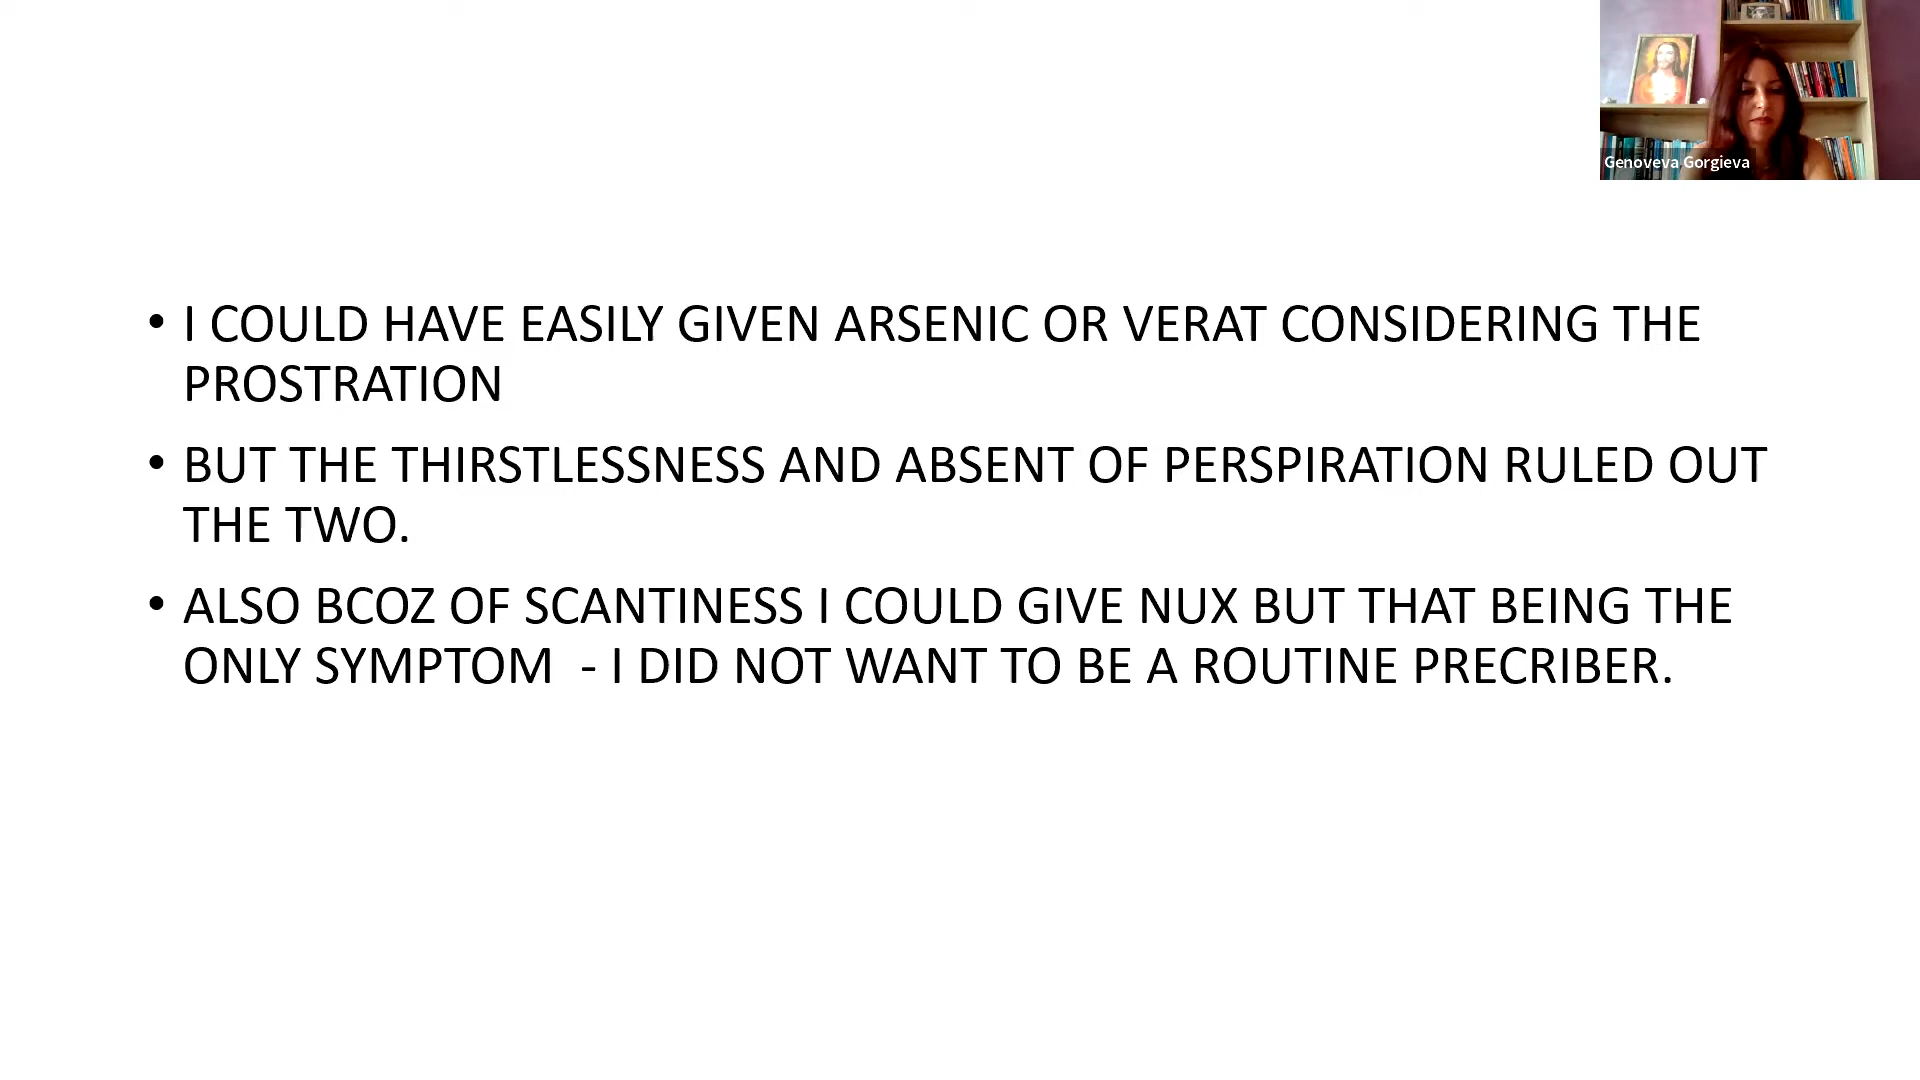 Genoveva Gorgieva
• I COULD HAVE EASILY GIVEN ARSENIC OR VERAT CONSIDERING THE
PROSTRATION
• BUT THE THIRSTLESSNESS AND ABSENT OF PERSPIRATION RULED OUT
THE TWO.
• ALSO BCOZ OF SCANTINESS I COULD GIVE NUX BUT THAT BEING THE
ONLY SYMPTOM  - I DID NOT WANT TO BE A ROUTINE PRECRIBER.